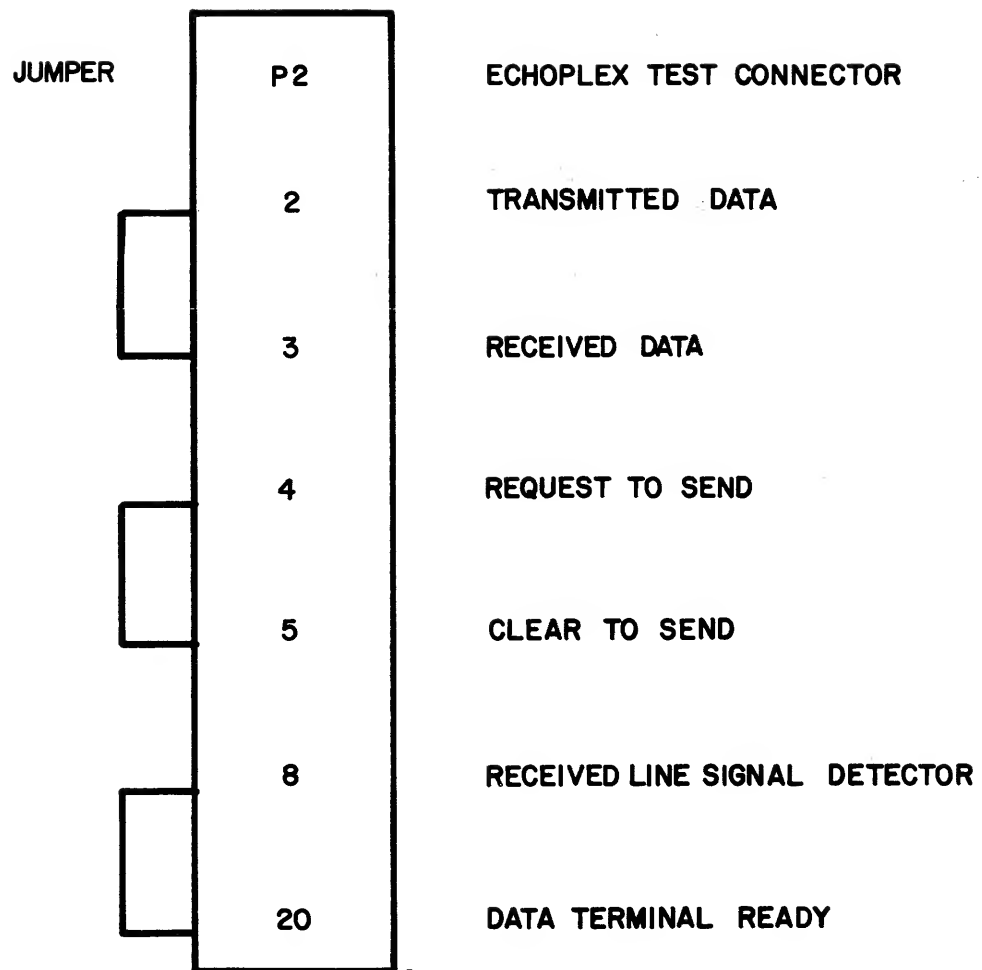 JUMPER P2 ECHOPLEX TEST CONNECTOR
2 TRANSMITTED DATA
3 RECEIVED DATA
4 REQUEST TO SEND
5 CLEAR TO SEND
8 RECEIVED LINE SIGNAL DETECTOR
20 DATA TERMINAL READY